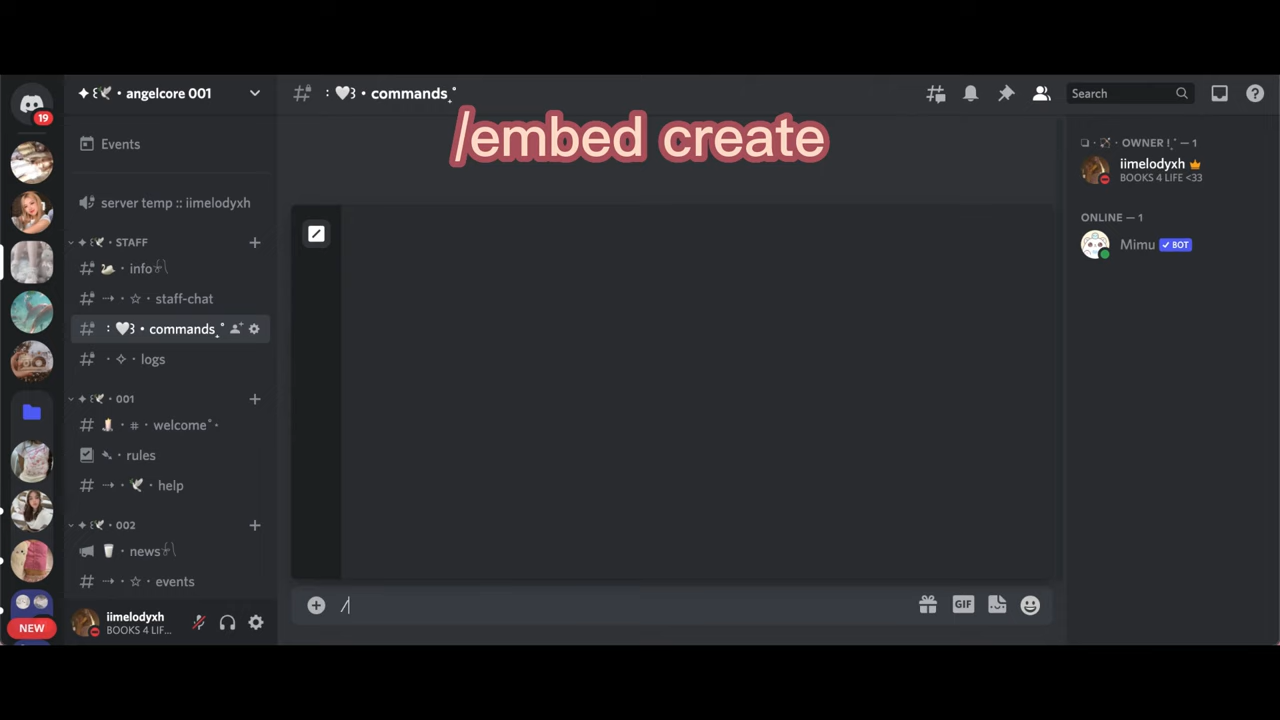 ✦ ꒰🕊 • angelcore 001
: 🤍꒱ • commands ̨ ̊
Search
/embed create
19
Events
server temp :: iimelodyxh
✦ ꒰🕊 • STAFF
🦢 • info
⇢ • ☆ • staff-chat
: 🤍꒱ • commands ̨ ̊
• ✧ • logs
✦ ꒰🕊 • 001
🕯 • ⌗ • welcome ̊ •
➴ • rules
⇢ • 🕊 • help
✦ ꒰🕊 • 002
🥛 • news
⇢ • ☆ • events
iimelodyxh
BOOKS 4 LIF...
NEW
/
GIF
OWNER — 1
iimelodyxh
BOOKS 4 LIFE <33
ONLINE — 1
Mimu ✓ BOT